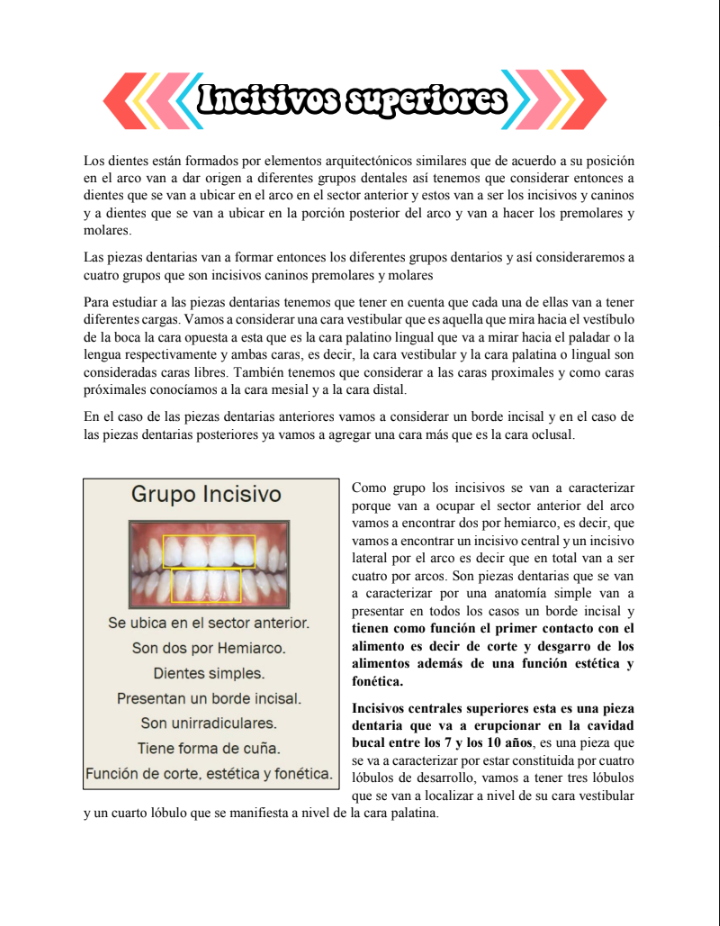 Incisivos superiores
Los dientes están formados por elementos arquitectónicos similares que de acuerdo a su posición
en el arco van a dar origen a diferentes grupos dentales así tenemos que considerar entonces a
dientes que se van a ubicar en el arco en el sector anterior y estos van a ser los incisivos y caninos
y a dientes que se van a ubicar en la porción posterior del arco y van a hacer los premolares y
molares.
Las piezas dentarias van a formar entonces los diferentes grupos dentarios y así consideraremos a
cuatro grupos que son incisivos caninos premolares y molares
Para estudiar a las piezas dentarias tenemos que tener en cuenta que cada una de ellas van a tener
diferentes cargas. Vamos a considerar una cara vestibular que es aquella que mira hacia el vestíbulo
de la boca la cara opuesta a esta que es la cara palatino lingual que va a mirar hacia el paladar o la
lengua respectivamente y ambas caras, es decir, la cara vestibular y la cara palatina o lingual son
consideradas caras libres. También tenemos que considerar a las caras proximales y como caras
próximales conocíamos a la cara mesial y a la cara distal.
En el caso de las piezas dentarias anteriores vamos a considerar un borde incisal y en el caso de
las piezas dentarias posteriores ya vamos a agregar una cara más que es la cara oclusal.
Grupo Incisivo
Se ubica en el sector anterior.
Son dos por Hemiarco.
Dientes simples.
Presentan un borde incisal.
Son unirradiculares.
Tiene forma de cuña.
Función de corte, estética y fonética.
Como grupo los incisivos se van a caracterizar
porque van a ocupar el sector anterior del arco
vamos a encontrar dos por hemiarco, es decir, que
vamos a encontrar un incisivo central y un incisivo
lateral por el arco es decir que en total van a ser
cuatro por arcos. Son piezas dentarias que se van
a caracterizar por una anatomía simple van a
presentar en todos los casos un borde incisal y
tienen como función el primer contacto con el
alimento es decir de corte y desgarro de los
alimentos además de una función estética y
fonética.
Incisivos centrales superiores esta es una pieza
dentaria que va a erupcionar en la cavidad
bucal entre los 7 y los 10 años, es una pieza que
se va a caracterizar por estar constituida por cuatro
lóbulos de desarrollo, vamos a tener tres lóbulos
que se van a localizar a nivel de su cara vestibular
y un cuarto lóbulo que se manifiesta a nivel de la cara palatina.